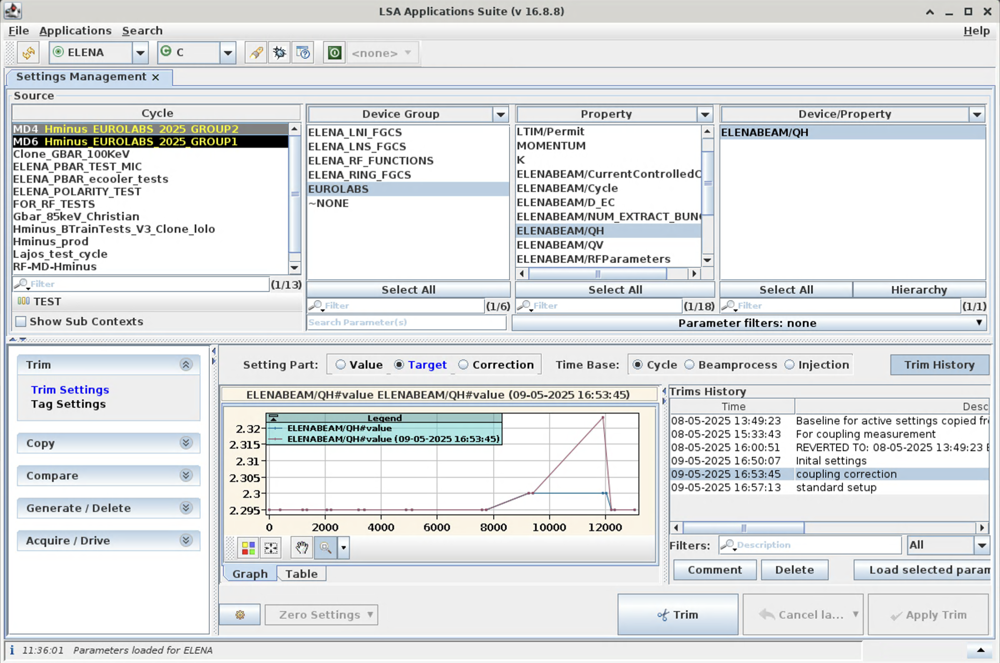 LSA Applications Suite (v 16.8.8)
File Applications Search Help
ELENA C <none>
Settings Management
Source
Cycle
MD4 Hminus_EUROLABS_2025_GROUP2
MD6 Hminus_EUROLABS_2025_GROUP1
Clone_GBAR_100KeV
ELENA_PBAR_TEST_MIC
ELENA_PBAR_ecooler_tests
ELENA_POLARITY_TEST
FOR_RF_TESTS
Gbar_85keV_Christian
Hminus_BTrainTests_V3_Clone_lolo
Hminus_prod
Lajos_test_cycle
RF-MD-Hminus
Filter (1/13)
TEST
Show Sub Contexts
Device Group
ELENA_LNI_FGCS
ELENA_LNS_FGCS
ELENA_RF_FUNCTIONS
ELENA_RING_FGCS
EUROLABS
~NONE
Select All
Filter (1/6)
Search Parameter(s)
Property
LTIM/Permit
MOMENTUM
K
ELENABEAM/CurrentControlledC
ELENABEAM/Cycle
ELENABEAM/D_EC
ELENABEAM/NUM_EXTRACT_BUN
ELENABEAM/QH
ELENABEAM/QV
ELENABEAM/RFParameters
Select All
Filter (1/18)
Device/Property
ELENABEAM/QH
Select All Hierarchy
Filter (1/1)
Parameter filters: none
Trim
Trim Settings
Tag Settings
Copy
Compare
Generate / Delete
Acquire / Drive
Setting Part: Value Target Correction Time Base: Cycle Beamprocess Injection Trim History
ELENABEAM/QH#value ELENABEAM/QH#value (09-05-2025 16:53:45)
Legend
ELENABEAM/QH#value
ELENABEAM/QH#value (09-05-2025 16:53:45)
2.32
2.315
2.31
2.305
2.3
2.295
0 2000 4000 6000 8000 10000 12000
Graph Table
Trims History
Time Desc
08-05-2025 13:49:23 Baseline for active settings copied fr
08-05-2025 15:33:43 For coupling measurement
08-05-2025 16:00:51 REVERTED TO: 08-05-2025 13:49:23
09-05-2025 16:50:07 Inital settings
09-05-2025 16:53:45 coupling correction
09-05-2025 16:57:13 standard setup
Filters: Description All
Comment Delete Load selected param
Zero Settings Trim Cancel la... Apply Trim
11:36:01 Parameters loaded for ELENA